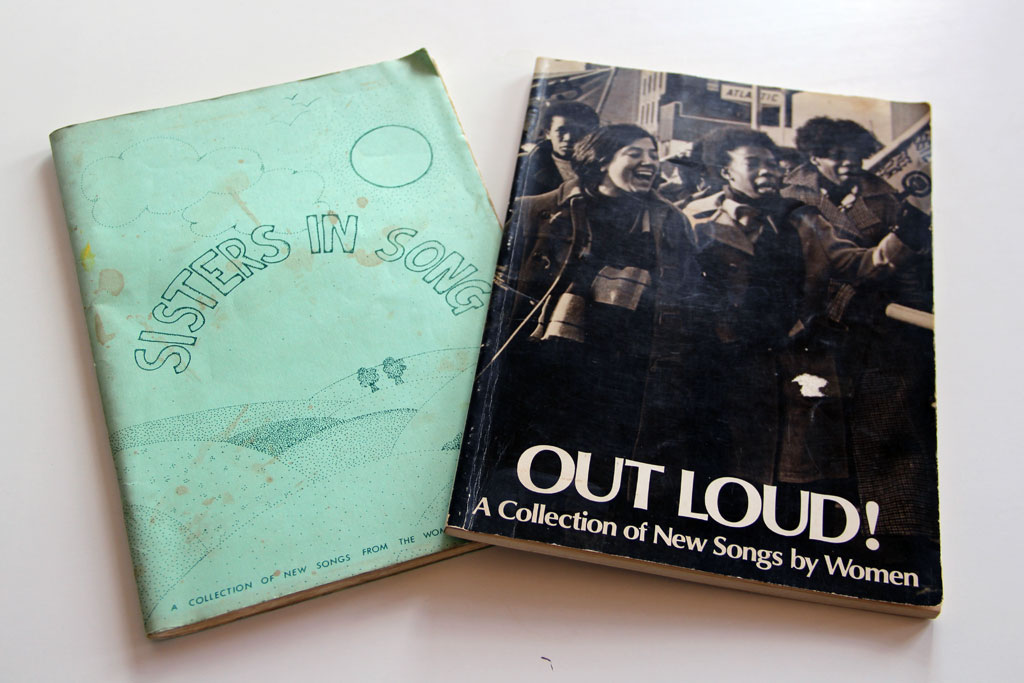 SISTERS IN SONG
A COLLECTION OF NEW SONGS FROM THE
ATLANTIC
OUT LOUD!
A Collection of New Songs by Women